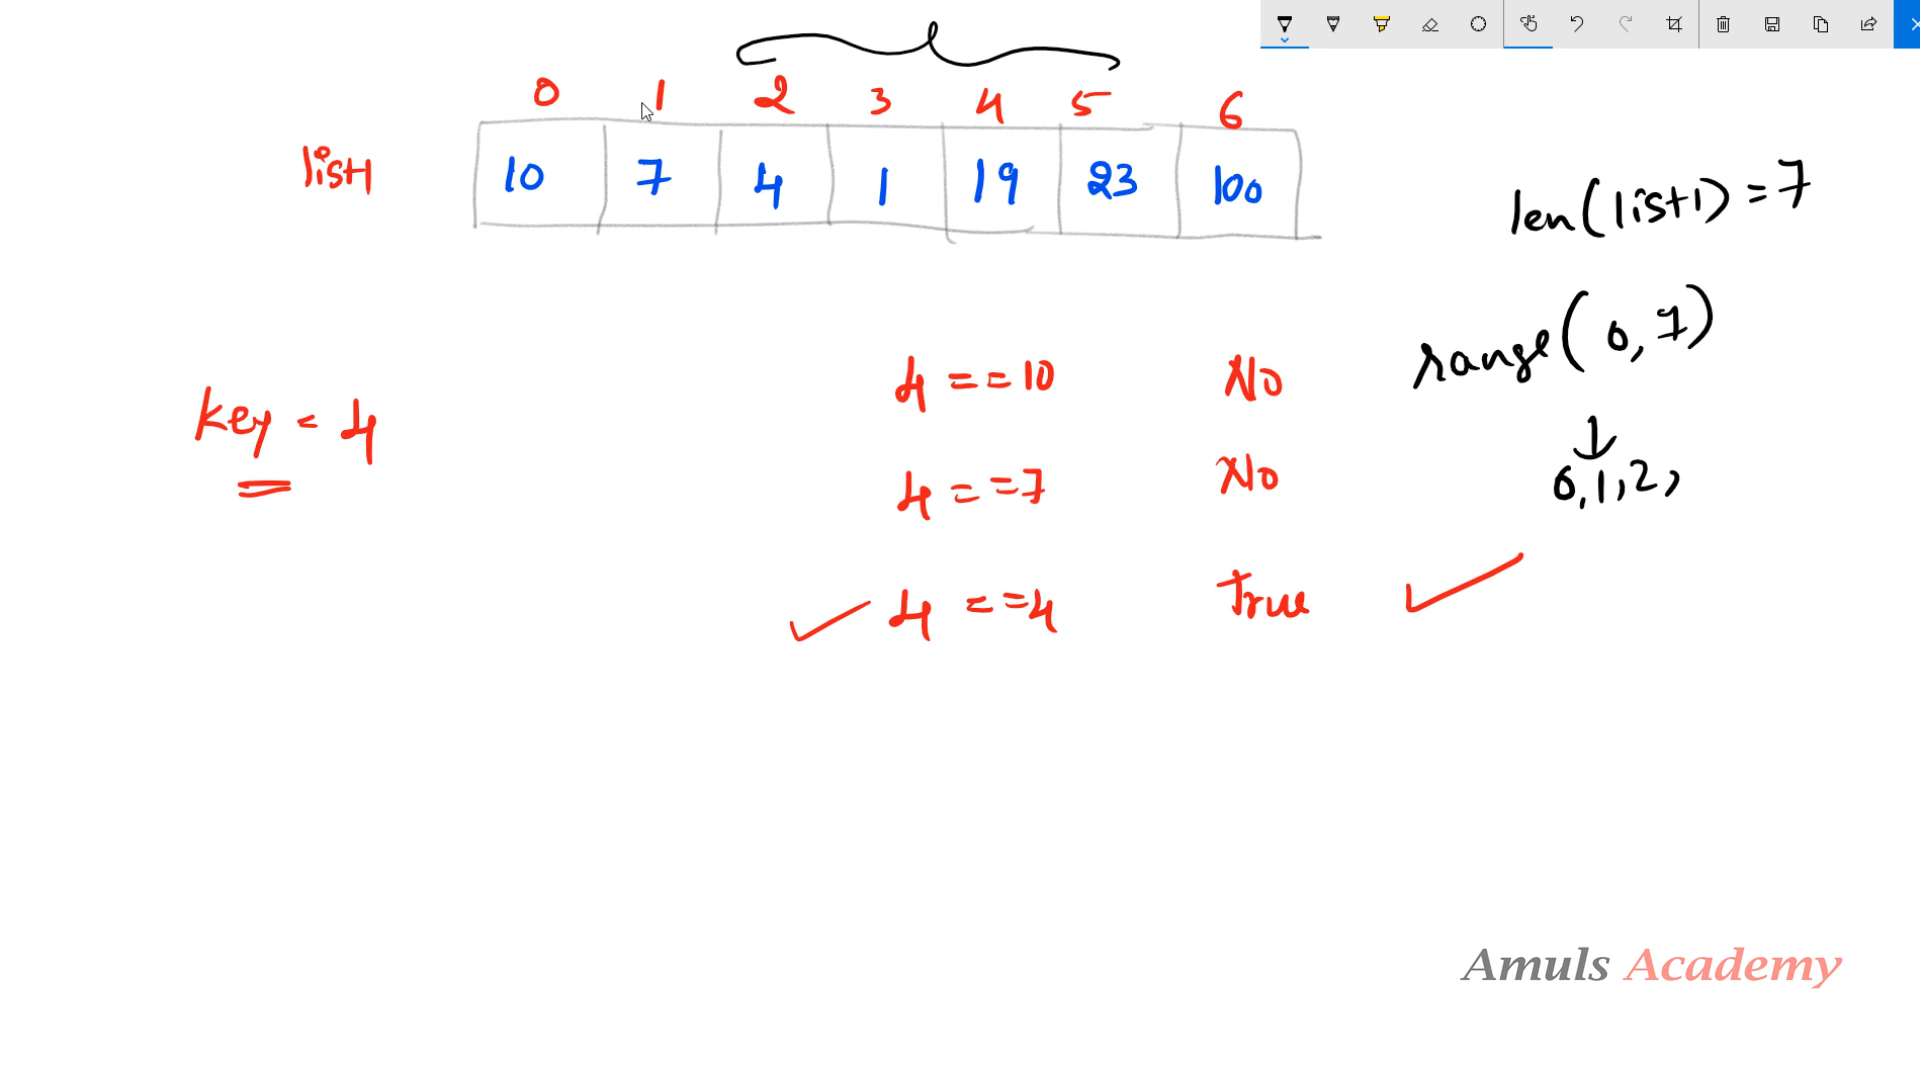 0 1 2 3 4 5 6
list1 10 7 4 1 19 23 100
len(list1) = 7
range(0,7)
4 == 10 No
key = 4
4 == 7 No
0,1,2,
4 == 4 True
Amuls Academy